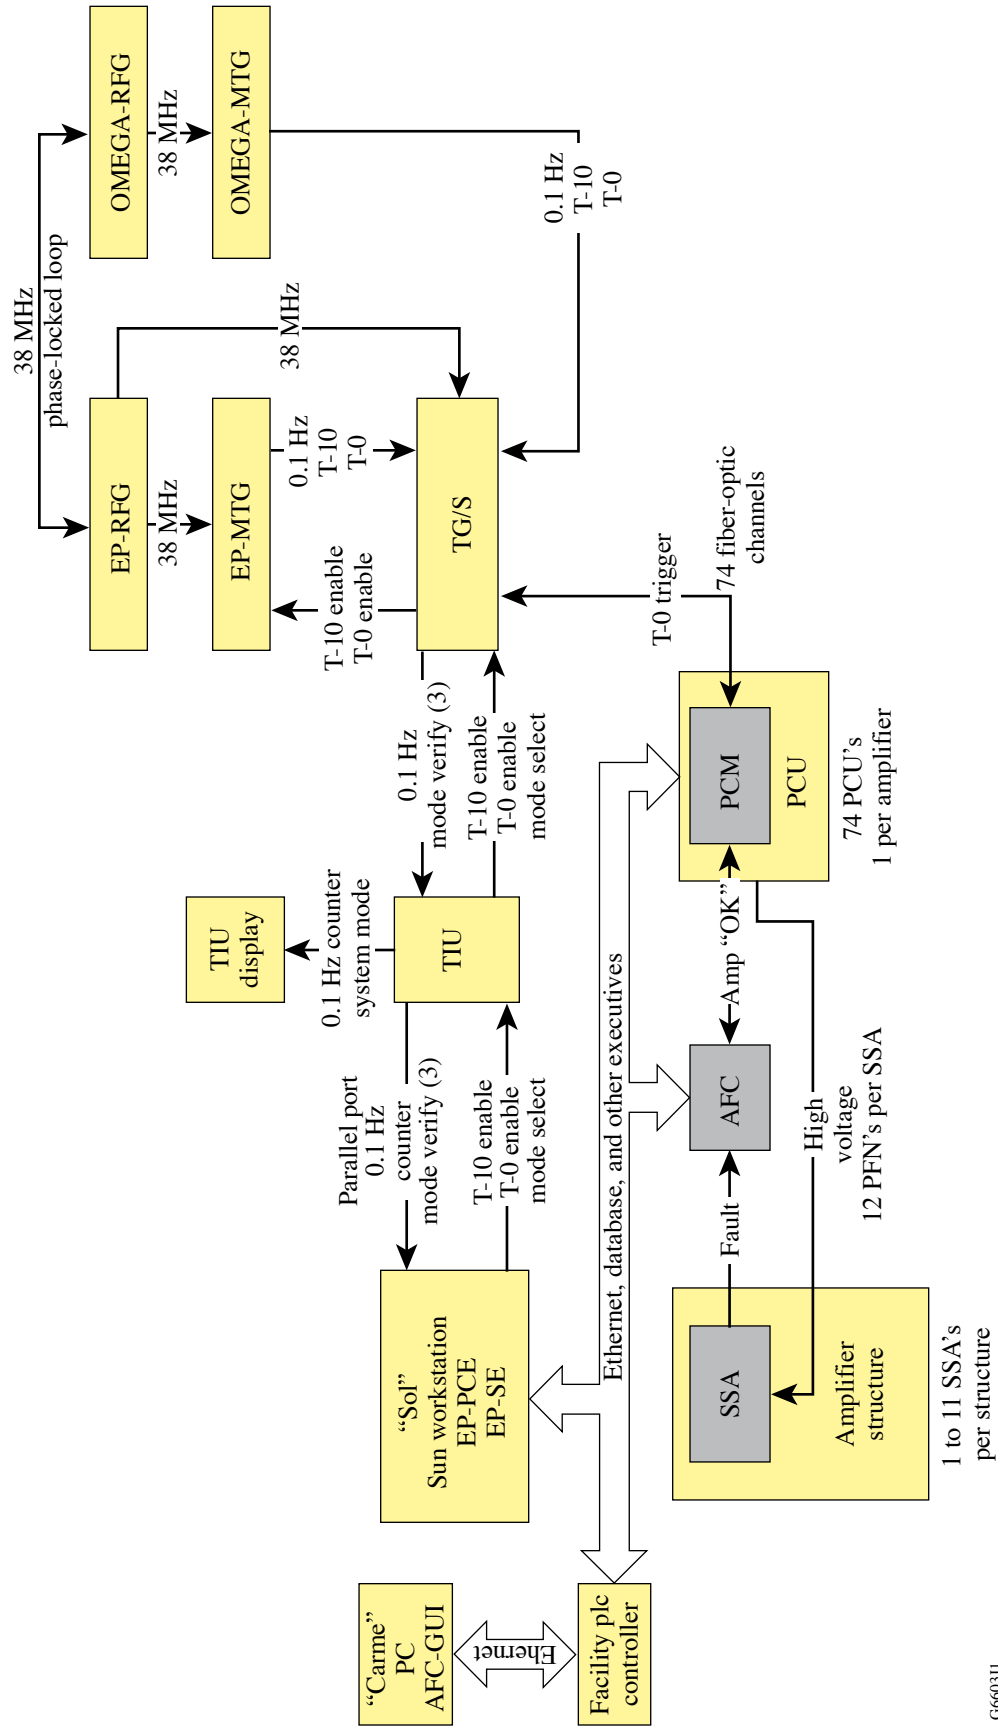 38 MHz
phase-locked loop
EP-RFG
OMEGA-RFG
38 MHz
38 MHz
EP-MTG
OMEGA-MTG
TIU
display
T-10 enable
T-0 enable
0.1 Hz
T-10
T-0
38 MHz
0.1 Hz counter
system mode
Parallel port
0.1 Hz
counter
mode verify (3)
0.1 Hz
mode verify (3)
“Carme”
PC
AFC-GUI
“Sol”
Sun workstation
EP-PCE
EP-SE
TIU
TG/S
T-10 enable
T-0 enable
mode select
T-10 enable
T-0 enable
mode select
0.1 Hz
T-10
T-0
Ehernet
Facility plc
controller
Ethernet, database, and other executives
T-0 trigger
74 fiber-optic
channels
SSA
Fault
AFC
Amp “OK”
PCM
PCU
Amplifier
structure
High
voltage
12 PFN's per SSA
74 PCU's
1 per amplifier
1 to 11 SSA's
per structure
G6603J1